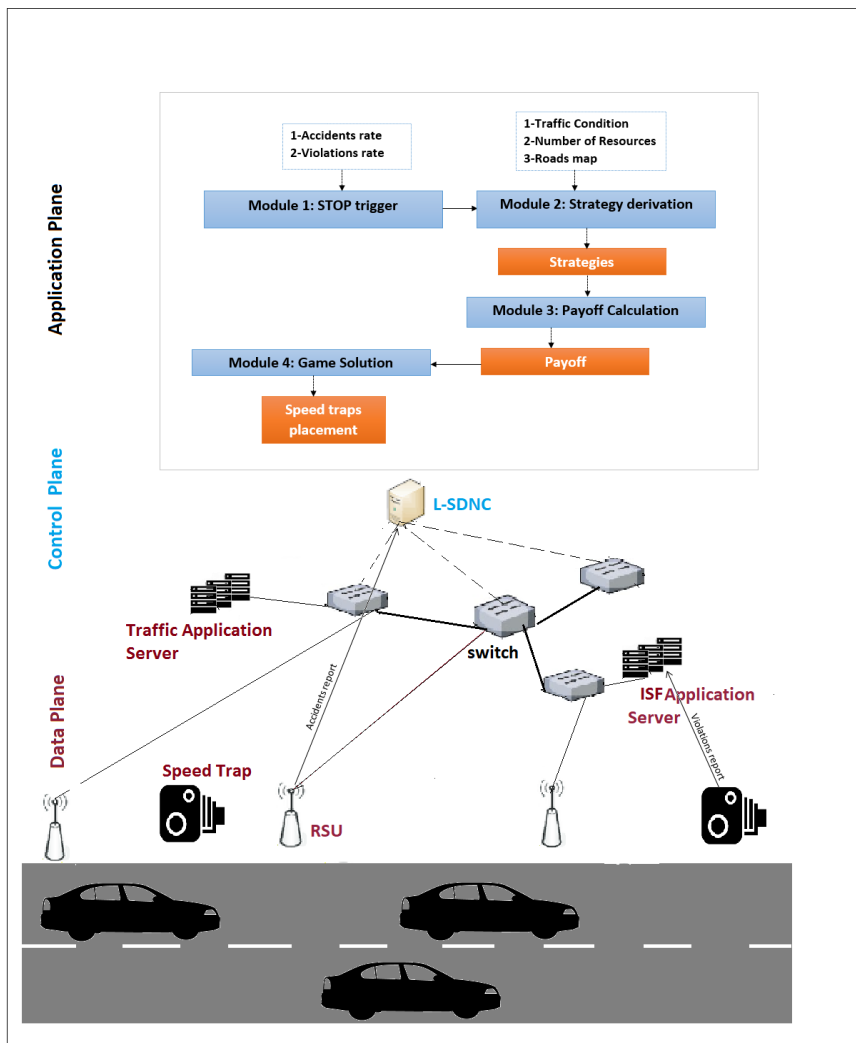 1-Accidents rate
2-Violations rate
1-Traffic Condition
2-Number of Resources
3-Roads map
Module 1: STOP trigger
Module 2: Strategy derivation
Strategies
Module 3: Payoff Calculation
Module 4: Game Solution
Payoff
Speed traps
placement
Application Plane
Control Plane
L-SDNC
Traffic Application
Server
switch
ISF Application
Server
Accidents report
Violations report
Data Plane
Speed Trap
RSU